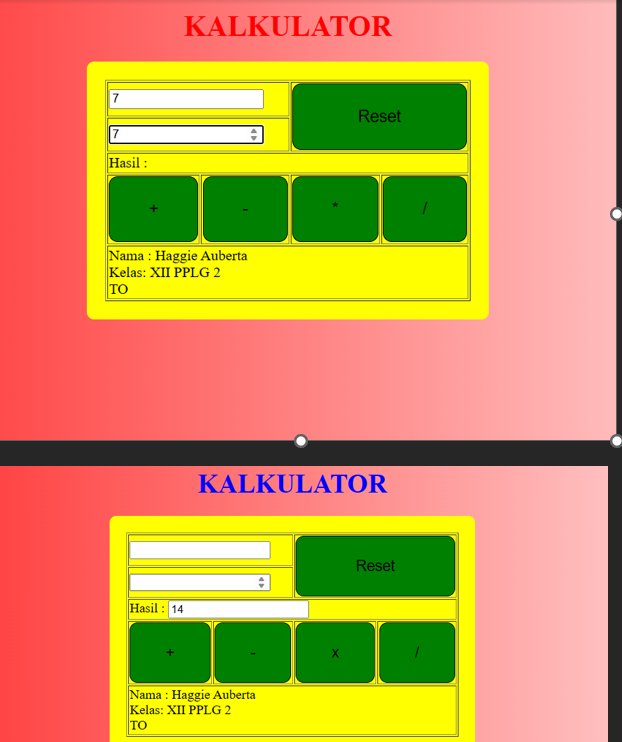 KALKULATOR
7
Reset
7
Hasil :
+ - * /
Nama : Haggie Auberta
Kelas: XII PPLG 2
TO
KALKULATOR
Reset
Hasil : 14
+ - x /
Nama : Haggie Auberta
Kelas: XII PPLG 2
TO